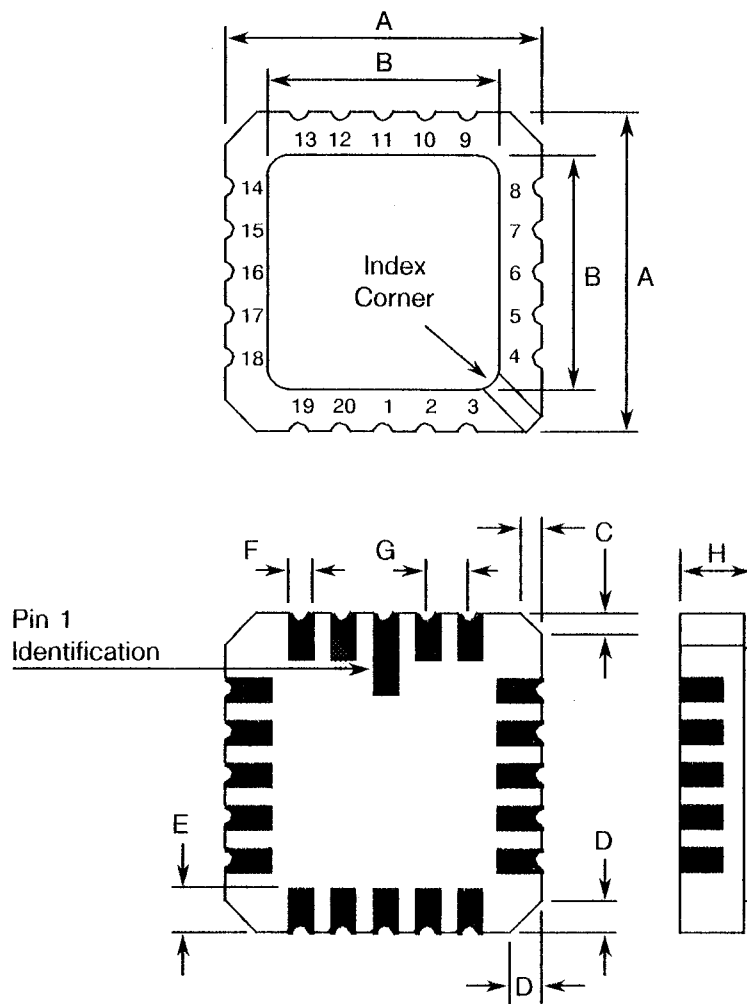 A
B
13 12 11 10 9
14 8
15 7
Index
Corner
16 6 B A
17 5
18 4
19 20 1 2 3
F G C H
Pin 1
Identification
E D
D